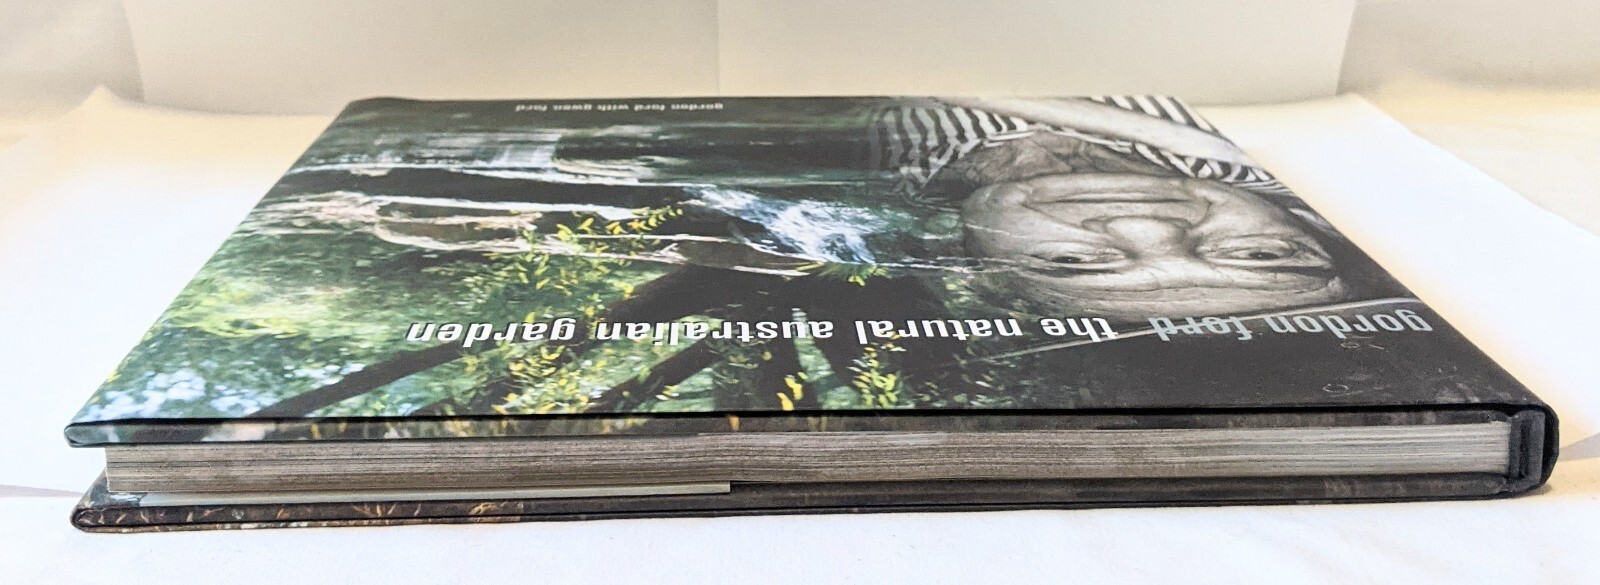 gordon ford the natural australian garden
gordon ford with gwen ford